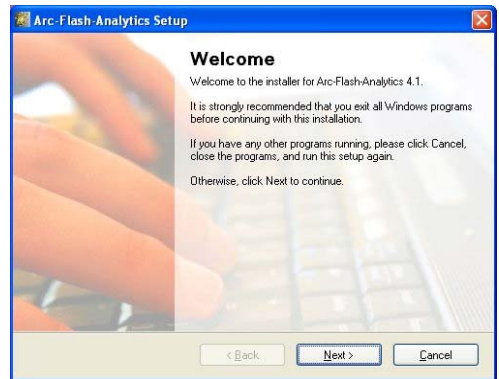 Arc-Flash-Analytics Setup
Welcome
Welcome to the installer for Arc-Flash-Analytics 4.1.
It is strongly recommended that you exit all Windows programs
before continuing with this installation.
If you have any other programs running, please click Cancel,
close the programs, and run this setup again.
Otherwise, click Next to continue.
< Back
Next >
Cancel